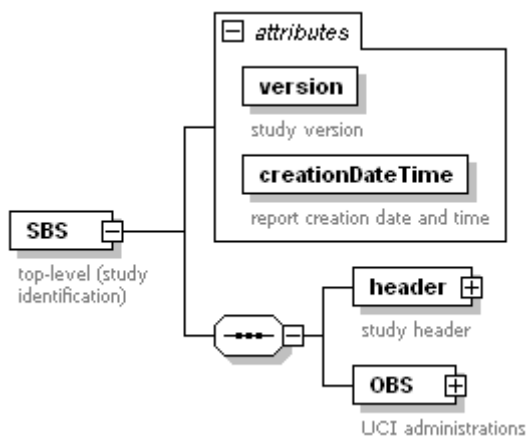 attributes
version
study version
creationDateTime
report creation date and time
SBS
top-level (study
identification)
header
study header
OBS
UCI administrations